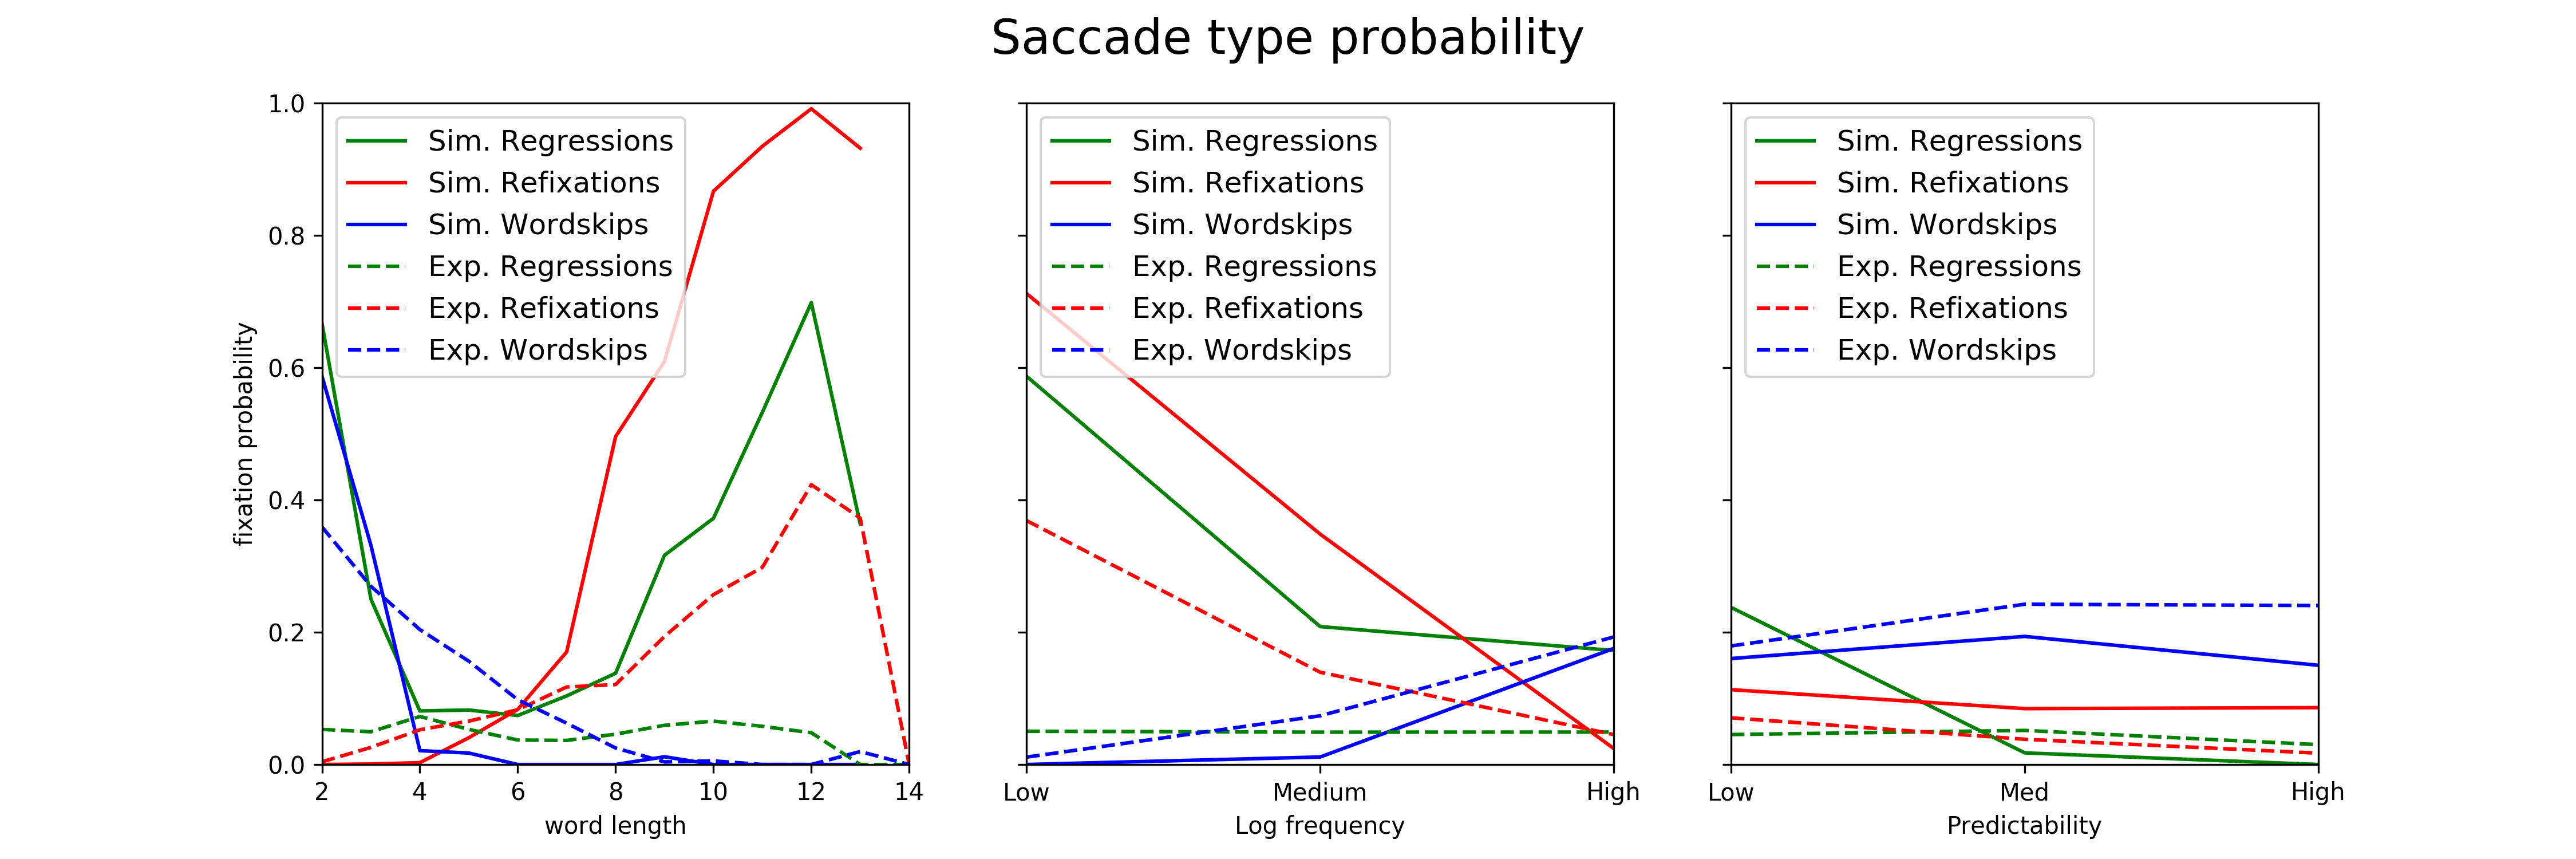 Saccade type probability
fixation probability
1.0
0.8
0.6
0.4
0.2
0.0
Sim. Regressions
Sim. Refixations
Sim. Wordskips
Exp. Regressions
Exp. Refixations
Exp. Wordskips
2 4 6 8 10 12 14
word length
Sim. Regressions
Sim. Refixations
Sim. Wordskips
Exp. Regressions
Exp. Refixations
Exp. Wordskips
Low Medium High
Log frequency
Sim. Regressions
Sim. Refixations
Sim. Wordskips
Exp. Regressions
Exp. Refixations
Exp. Wordskips
Low Med High
Predictability